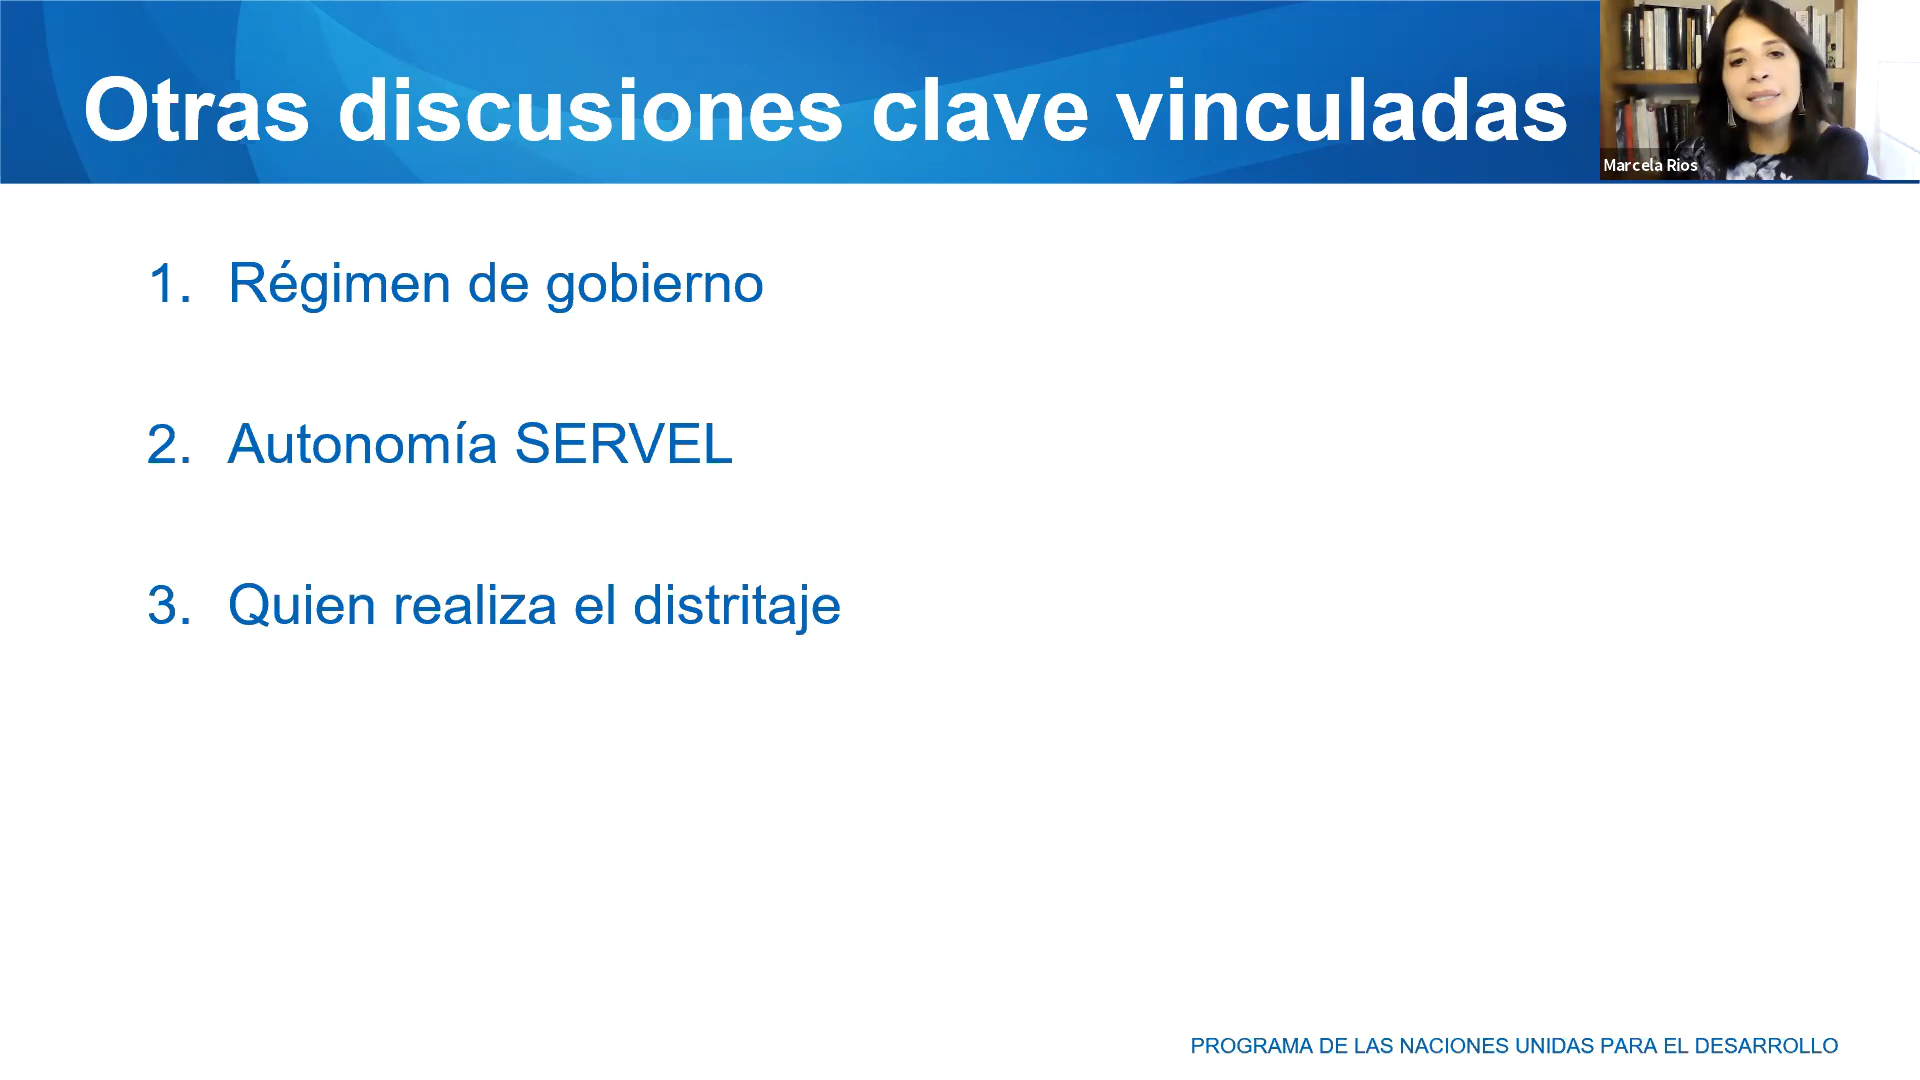 Otras discusiones clave vinculadas
Marcela Rios
1. Régimen de gobierno
2. Autonomía SERVEL
3. Quien realiza el distritaje
PROGRAMA DE LAS NACIONES UNIDAS PARA EL DESARROLLO